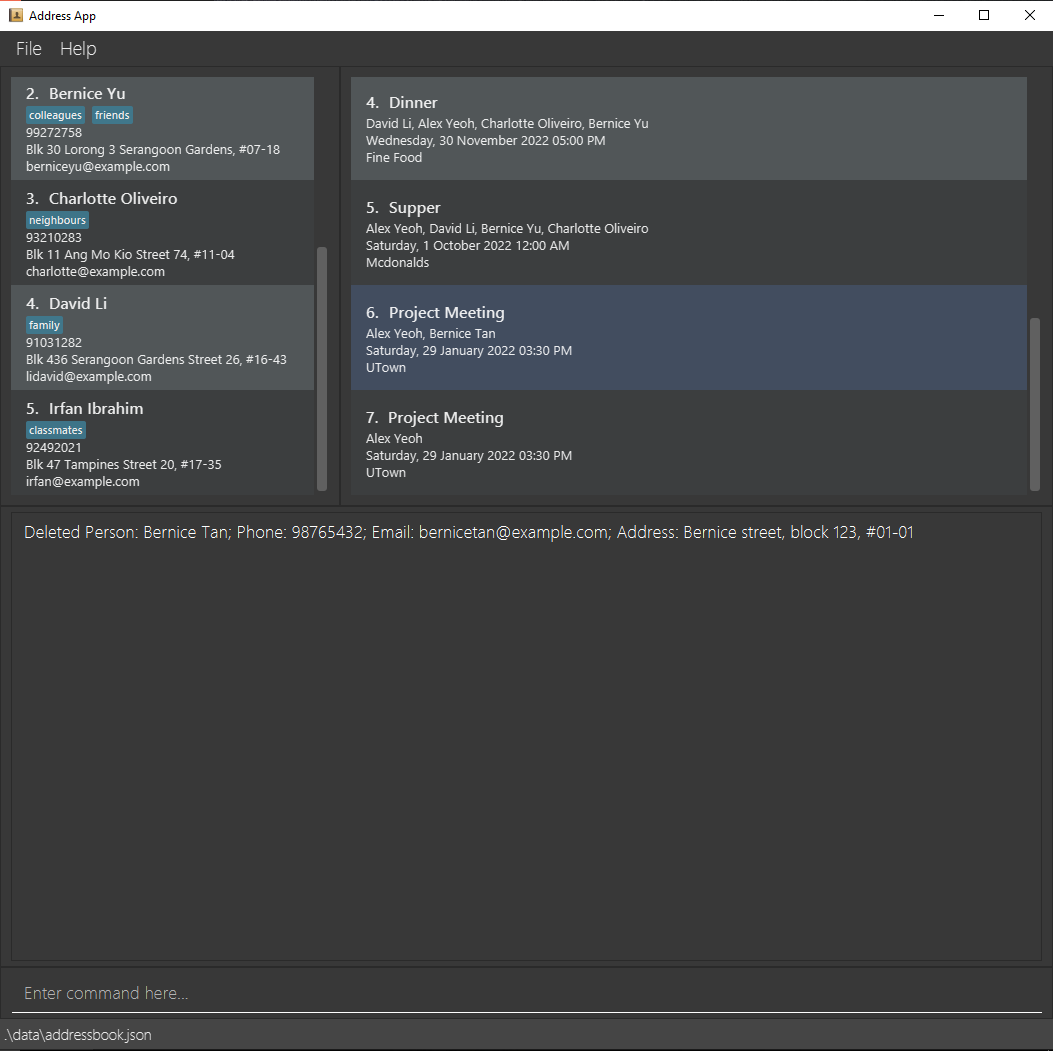 Address App
File Help
2. Bernice Yu
colleagues friends
99272758
Blk 30 Lorong 3 Serangoon Gardens, #07-18
berniceyu@example.com
3. Charlotte Oliveiro
neighbours
93210283
Blk 11 Ang Mo Kio Street 74, #11-04
charlotte@example.com
4. David Li
family
91031282
Blk 436 Serangoon Gardens Street 26, #16-43
lidavid@example.com
5. Irfan Ibrahim
classmates
92492021
Blk 47 Tampines Street 20, #17-35
irfan@example.com
4. Dinner
David Li, Alex Yeoh, Charlotte Oliveiro, Bernice Yu
Wednesday, 30 November 2022 05:00 PM
Fine Food
5. Supper
Alex Yeoh, David Li, Bernice Yu, Charlotte Oliveiro
Saturday, 1 October 2022 12:00 AM
Mcdonalds
6. Project Meeting
Alex Yeoh, Bernice Tan
Saturday, 29 January 2022 03:30 PM
UTown
7. Project Meeting
Alex Yeoh
Saturday, 29 January 2022 03:30 PM
UTown
Deleted Person: Bernice Tan; Phone: 98765432; Email: bernicetan@example.com; Address: Bernice street, block 123, #01-01
Enter command here...
.\data\addressbook.json